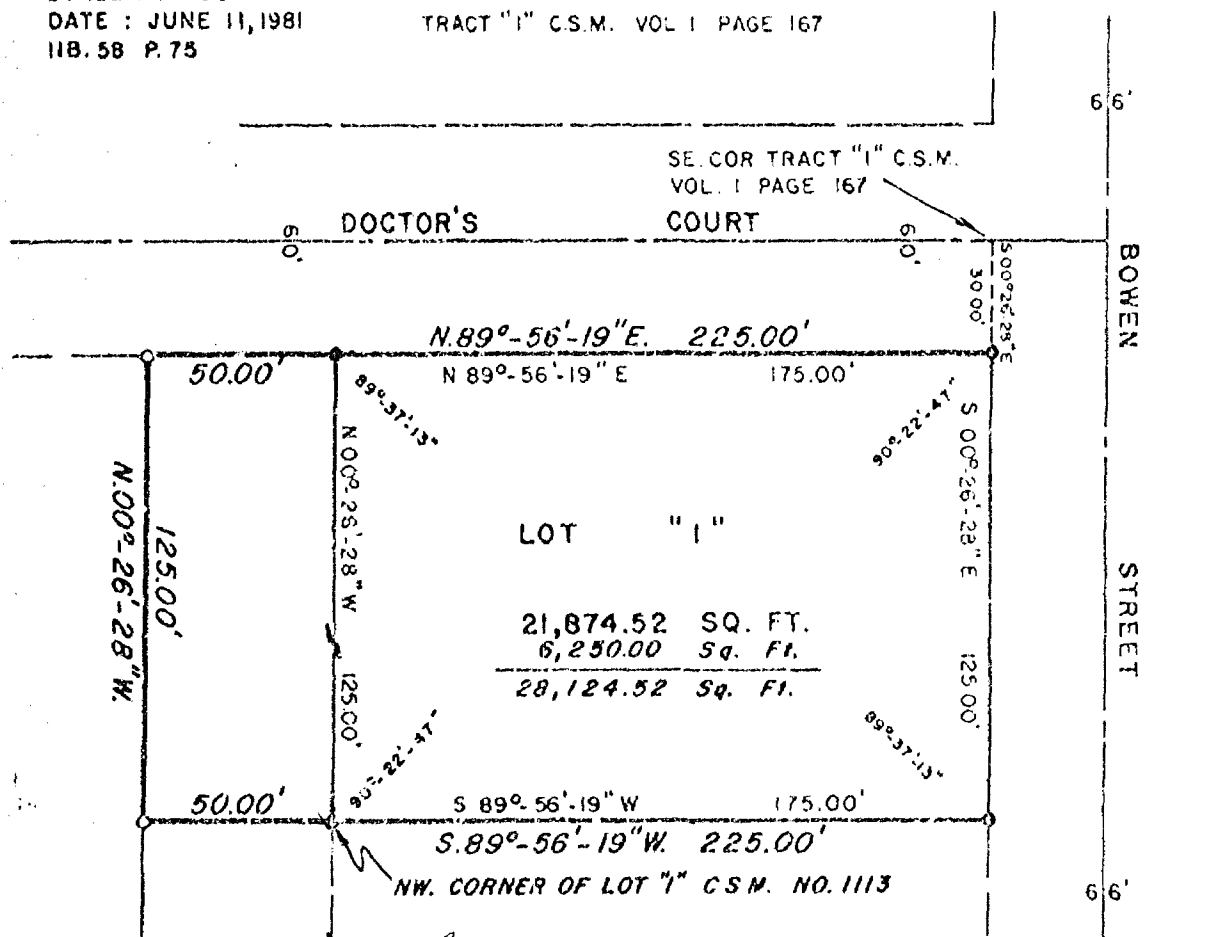 DATE : JUNE 11, 1981
TRACT "1" C.S.M. VOL 1 PAGE 167
11B. 58 P. 75
66'
SE. COR TRACT "1" C.S.M.
VOL. 1 PAGE 167
DOCTOR'S COURT
60'
60'
BOWEN STREET
S 00°-26'-28" E
30.00'
N. 89°-56'-19" E. 225.00'
50.00'
N 89°-56'-19" E 175.00'
89°-37'-13"
90°-22'-47"
N. 00°-26'-28" W.
125.00'
N 00°-26'-28" W 125.00'
S 00°-26'-28" E 125.00'
LOT "1"
21,874.52 SQ. FT.
6,250.00 Sq. Ft.
28,124.52 Sq. Ft.
90°-22'-47"
89°-37'-13"
50.00'
S 89°-56'-19" W 175.00'
S. 89°-56'-19" W. 225.00'
NW. CORNER OF LOT "1" C S M. NO. 1113
66'